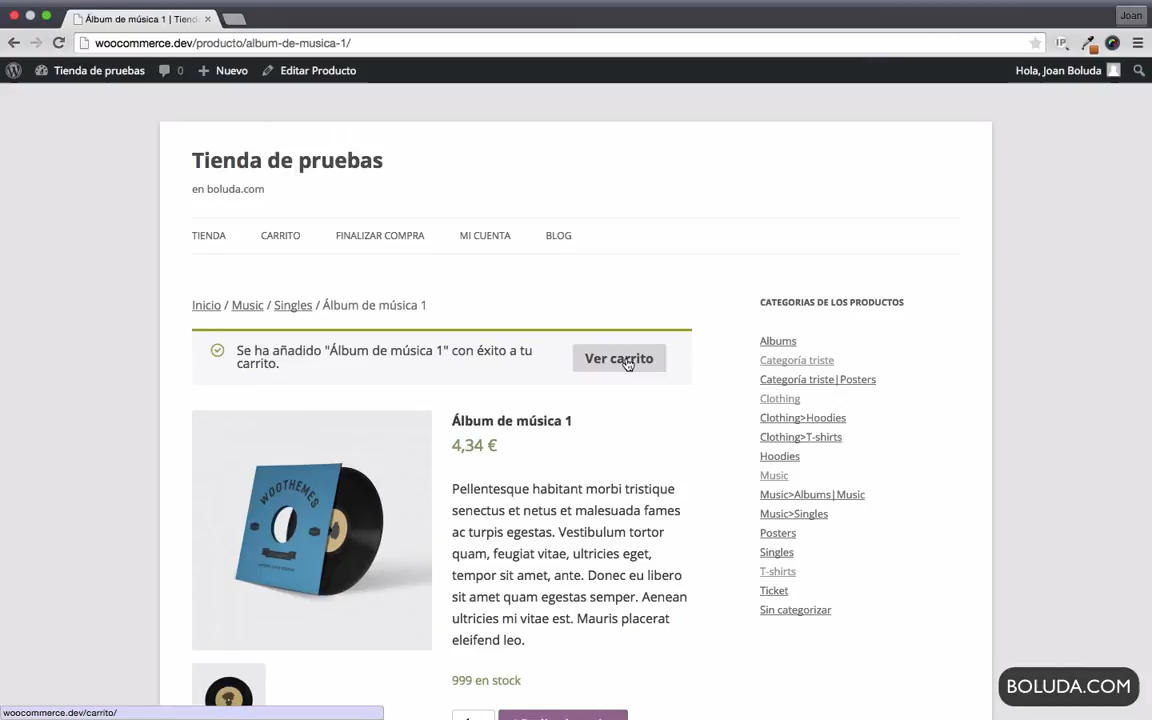 Álbum de música 1 | Tiend
Joan
woocommerce.dev/producto/album-de-musica-1/
IP
Tienda de pruebas
0
Nuevo
Editar Producto
Hola, Joan Boluda
Tienda de pruebas
en boluda.com
TIENDA
CARRITO
FINALIZAR COMPRA
MI CUENTA
BLOG
Inicio / Music / Singles / Álbum de música 1
Se ha añadido "Álbum de música 1" con éxito a tu
carrito.
Ver carrito
WOOTHEMES
Álbum de música 1
4,34 €
Pellentesque habitant morbi tristique
senectus et netus et malesuada fames
ac turpis egestas. Vestibulum tortor
quam, feugiat vitae, ultricies eget,
tempor sit amet, ante. Donec eu libero
sit amet quam egestas semper. Aenean
ultricies mi vitae est. Mauris placerat
eleifend leo.
999 en stock
CATEGORIAS DE LOS PRODUCTOS
Albums
Categoría triste
Categoría triste|Posters
Clothing
Clothing>Hoodies
Clothing>T-shirts
Hoodies
Music
Music>Albums|Music
Music>Singles
Posters
Singles
T-shirts
Ticket
Sin categorizar
BOLUDA.COM
woocommerce.dev/carrito/